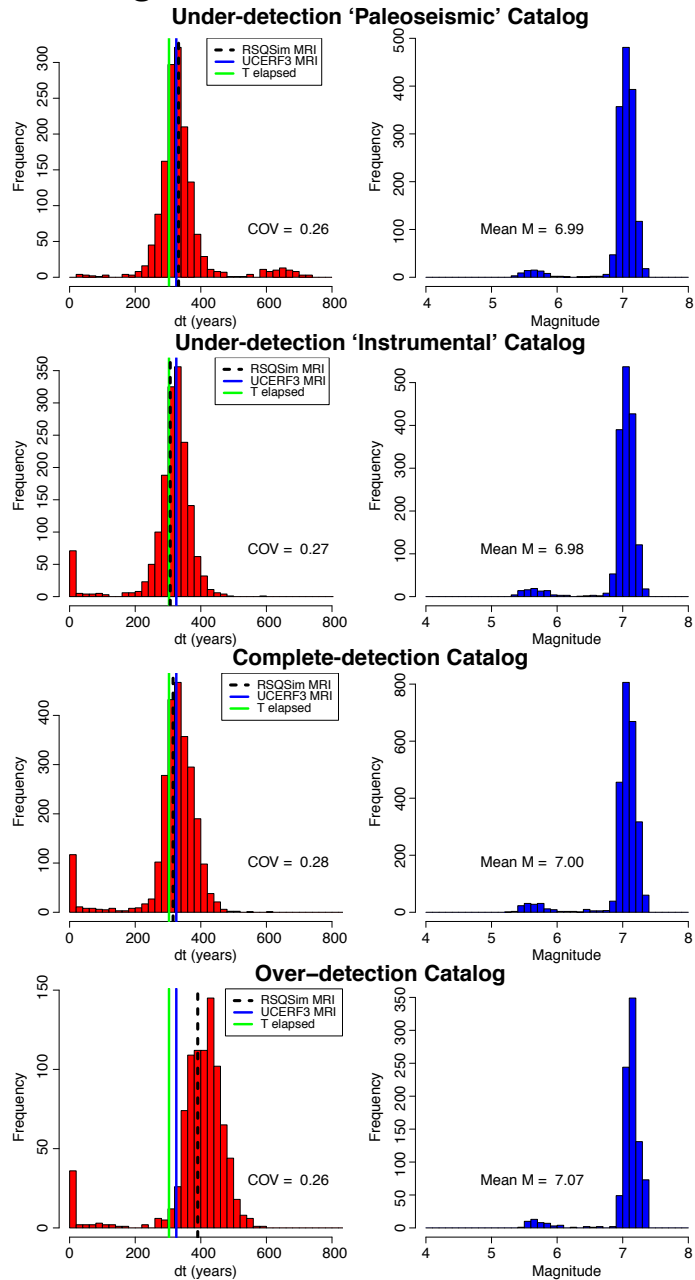 Under-detection ‘Paleoseismic’ Catalog
RSQSim MRI
UCERF3 MRI
T elapsed
COV = 0.26
Frequency
0 50 100 150 200 250 300
0 200 400 600 800
dt (years)
Mean M = 6.99
Frequency
0 100 200 300 400 500
4 5 6 7 8
Magnitude
Under-detection ‘Instrumental’ Catalog
RSQSim MRI
UCERF3 MRI
T elapsed
COV = 0.27
Frequency
0 50 100 150 200 250 300 350
0 200 400 600 800
dt (years)
Mean M = 6.98
Frequency
0 100 200 300 400 500
4 5 6 7 8
Magnitude
Complete-detection Catalog
RSQSim MRI
UCERF3 MRI
T elapsed
COV = 0.28
Frequency
0 100 200 300 400
0 200 400 600 800
dt (years)
Mean M = 7.00
Frequency
0 200 400 600 800
4 5 6 7 8
Magnitude
Over−detection Catalog
RSQSim MRI
UCERF3 MRI
T elapsed
COV = 0.26
Frequency
0 50 100 150
0 200 400 600 800
dt (years)
Mean M = 7.07
Frequency
0 50 100 150 200 250 300 350
4 5 6 7 8
Magnitude